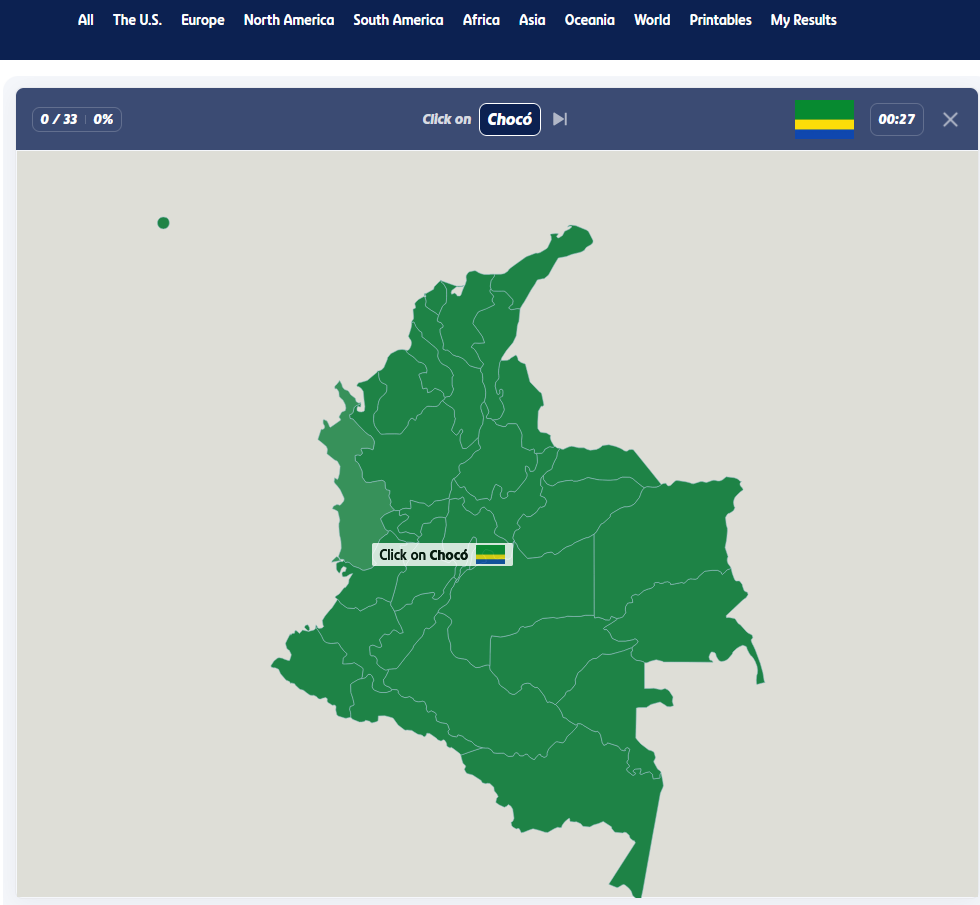 All The U.S. Europe North America South America Africa Asia Oceania World Printables My Results
0 / 33 0% Click on Chocó 00:27
Click on Chocó